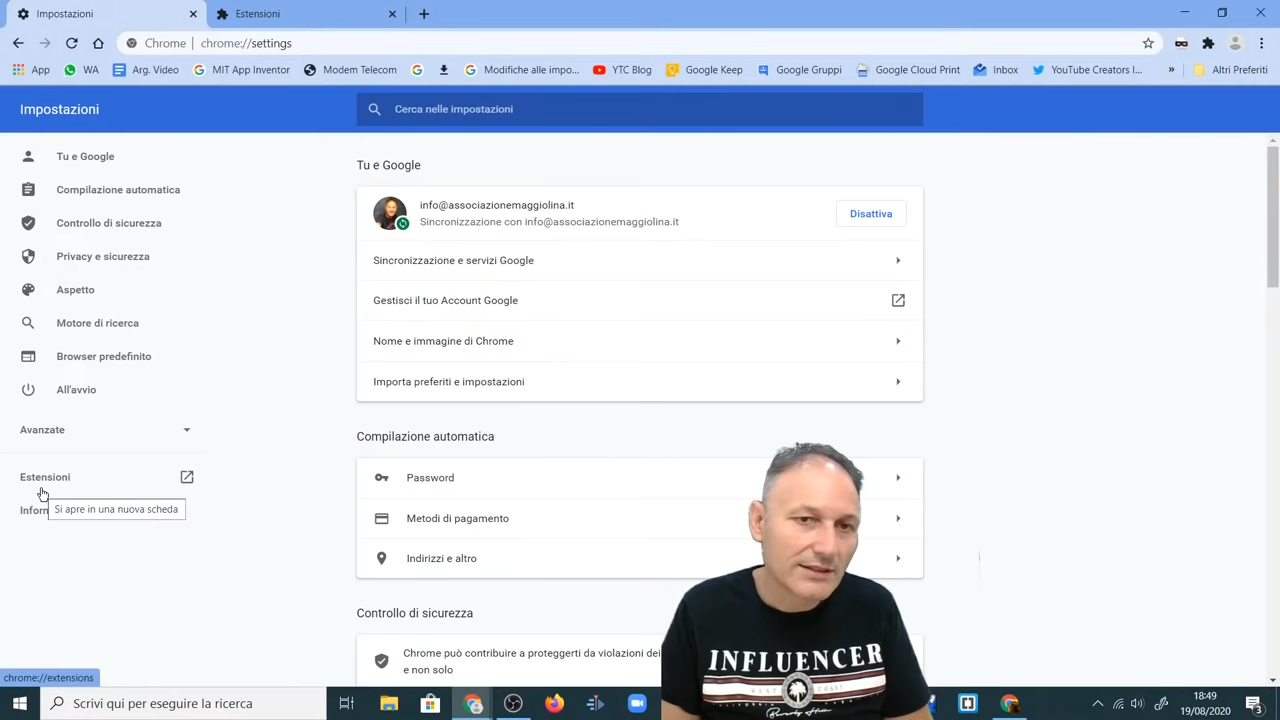 Impostazioni
Estensioni
Chrome
chrome://settings
App
WA
Arg. Video
MIT App Inventor
Modem Telecom
Modifiche alle impo...
YTC Blog
Google Keep
Google Gruppi
Google Cloud Print
Inbox
YouTube Creators I...
»
Altri Preferiti
Impostazioni
Cerca nelle impostazioni
Tu e Google
Compilazione automatica
Controllo di sicurezza
Privacy e sicurezza
Aspetto
Motore di ricerca
Browser predefinito
All'avvio
Avanzate
Estensioni
Si apre in una nuova scheda
Tu e Google
info@associazionemaggiolina.it
Sincronizzazione con info@associazionemaggiolina.it
Disattiva
Sincronizzazione e servizi Google
Gestisci il tuo Account Google
Nome e immagine di Chrome
Importa preferiti e impostazioni
Compilazione automatica
Password
Metodi di pagamento
Indirizzi e altro
Controllo di sicurezza
Chrome può contribuire a proteggerti da violazioni dei
e non solo
INFLUENCER
WEST COAST
CALIFORNIA
Beverly Hills
chrome://extensions
vi qui per eseguire la ricerca
18:49
19/08/2020